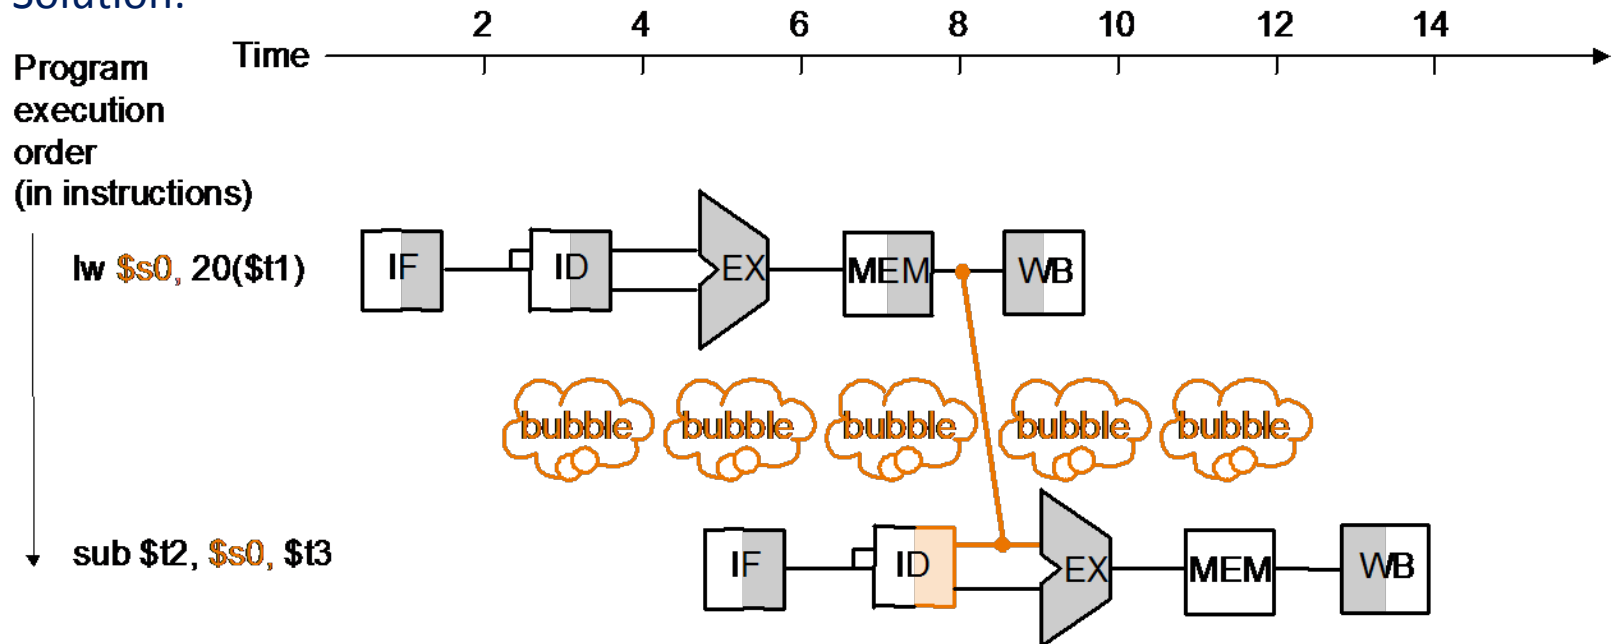 Solution:
2 4 6 8 10 12 14
Time
Program
execution
order
(in instructions)
lw $s0, 20($t1)
IF ID EX MEM WB
bubble bubble bubble bubble bubble
sub $t2, $s0, $t3
IF ID EX MEM WB